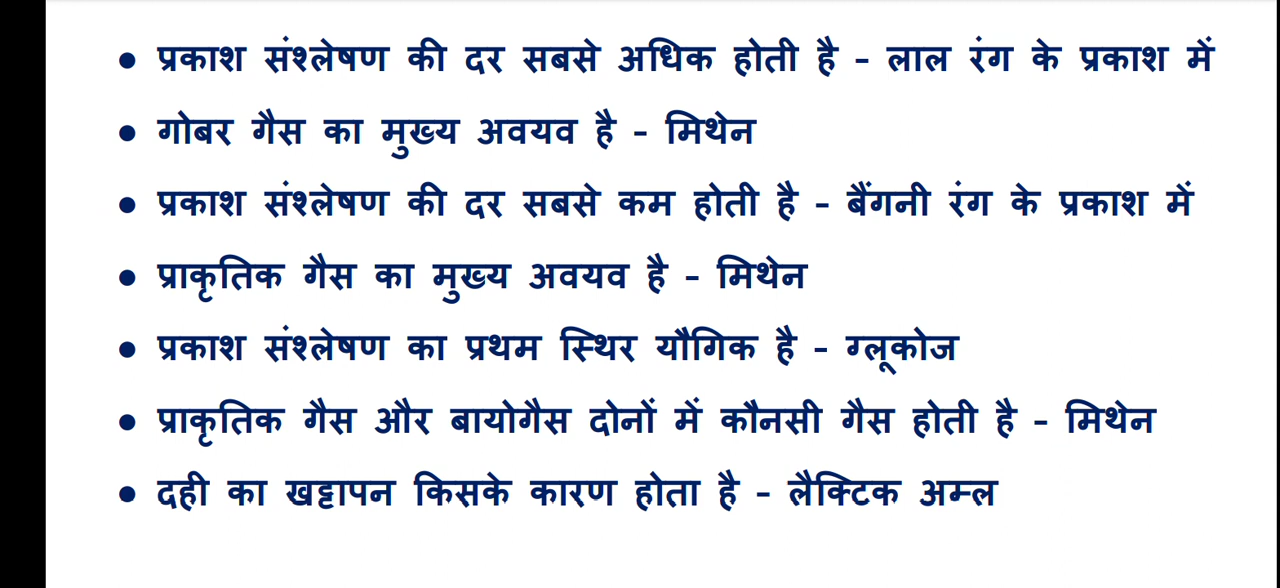 • प्रकाश संश्लेषण की दर सबसे अधिक होती है - लाल रंग के प्रकाश में
• गोबर गैस का मुख्य अवयव है - मिथेन
• प्रकाश संश्लेषण की दर सबसे कम होती है - बैंगनी रंग के प्रकाश में
• प्राकृतिक गैस का मुख्य अवयव है - मिथेन
• प्रकाश संश्लेषण का प्रथम स्थिर यौगिक है - ग्लूकोज
• प्राकृतिक गैस और बायोगैस दोनों में कौनसी गैस होती है - मिथेन
• दही का खट्टापन किसके कारण होता है - लैक्टिक अम्ल